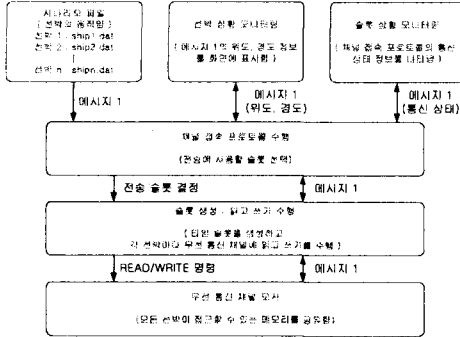 시나리오 파일
( 선박의 움직임 )
선박 1 : ship1.dat
선박 2 : ship2.dat
선박 n : shipn.dat
선박 상황 모니터링
( 메시지 1의 위도, 경도 정보
를 화면에 표시함 )
슬롯 상황 모니터링
( 채널 접속 프로토콜의 통신
상태 정보를 나타냄 )
메시지 1
메시지 1
(위도, 경도)
메시지 1
(통신 상태)
채널 접속 프로토콜 수행
(전송에 사용할 슬롯 선택)
전송 슬롯 결정
메시지 1
슬롯 생성 : 읽고 쓰기 수행
( 타임 슬롯을 생성하고
각 선박마다 무선 통신 채널에 읽고 쓰기를 수행 )
READ/WRITE 명령
메시지 1
무선 통신 채널 모사
(모든 선박이 접근할 수 있는 메모리를 공유함)